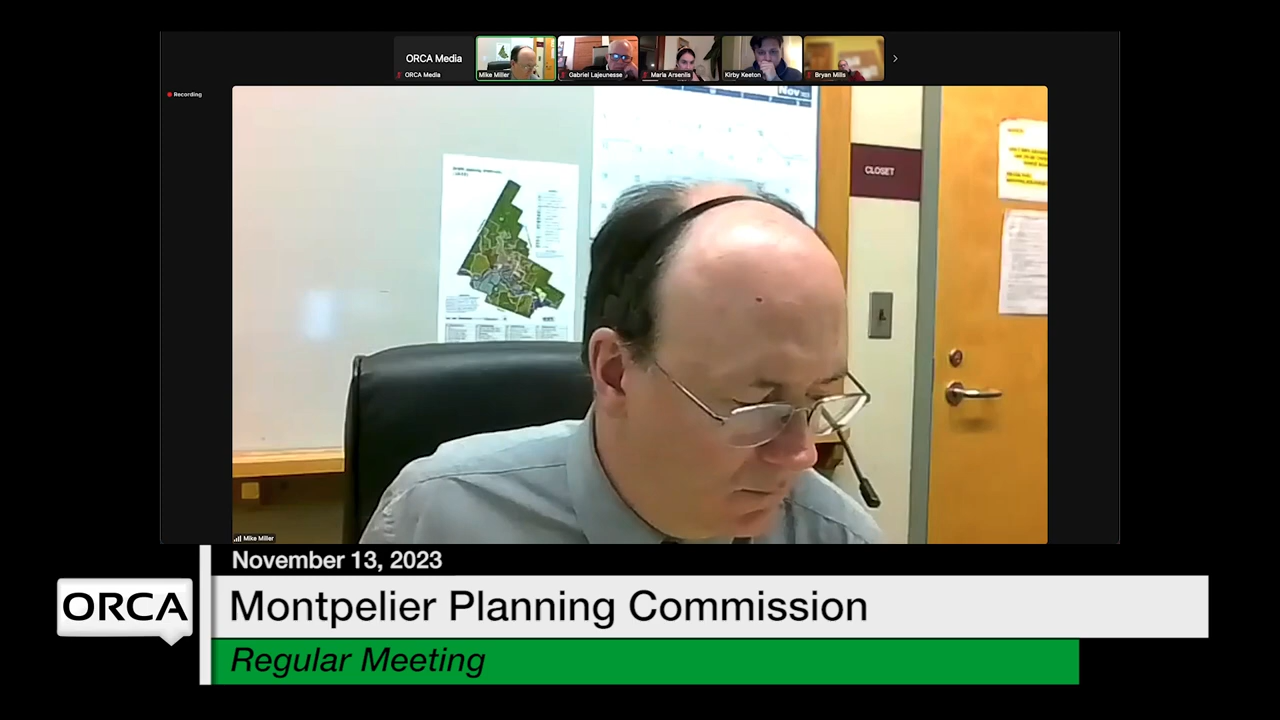 ORCA Media
ORCA Media
Mike Miller
Gabriel Lajeunesse
Maria Arsenlis
Kirby Keeton
Bryan Mills
Recording
Nov
CLOSET
Mike Miller
November 13, 2023
ORCA
Montpelier Planning Commission
Regular Meeting